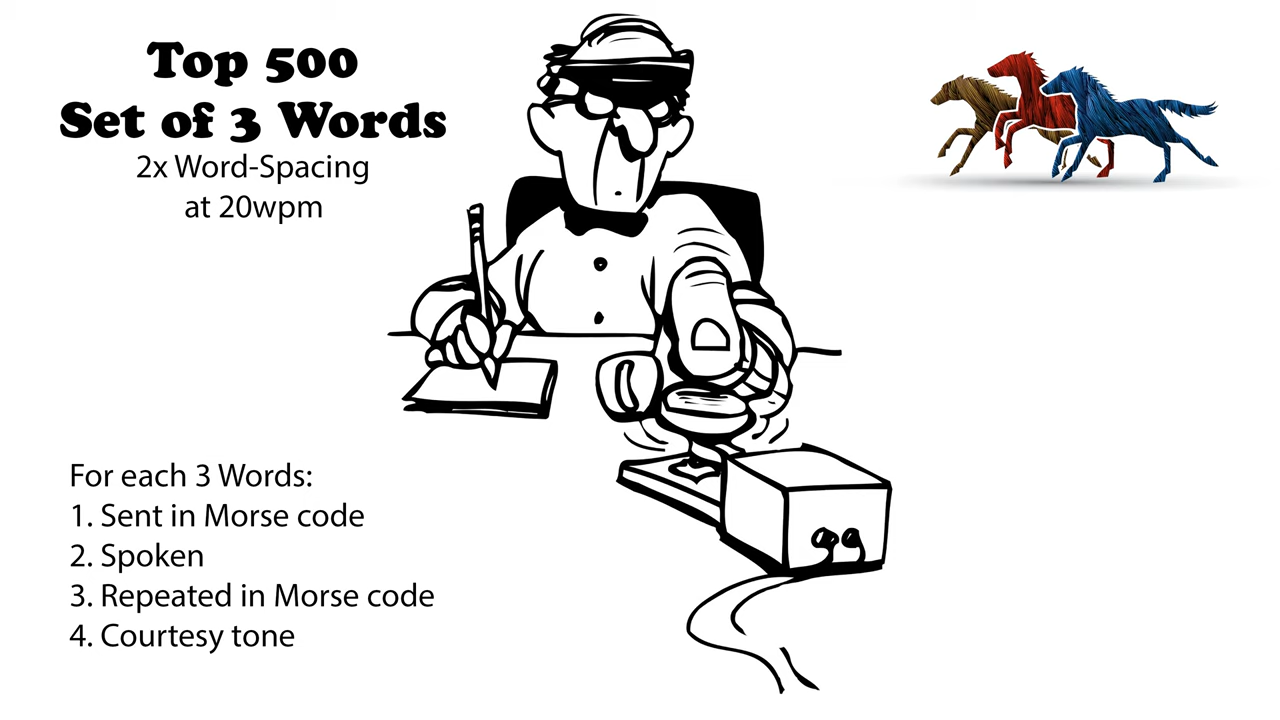 Top 500
Set of 3 Words
2x Word-Spacing
at 20wpm
For each 3 Words:
1. Sent in Morse code
2. Spoken
3. Repeated in Morse code
4. Courtesy tone